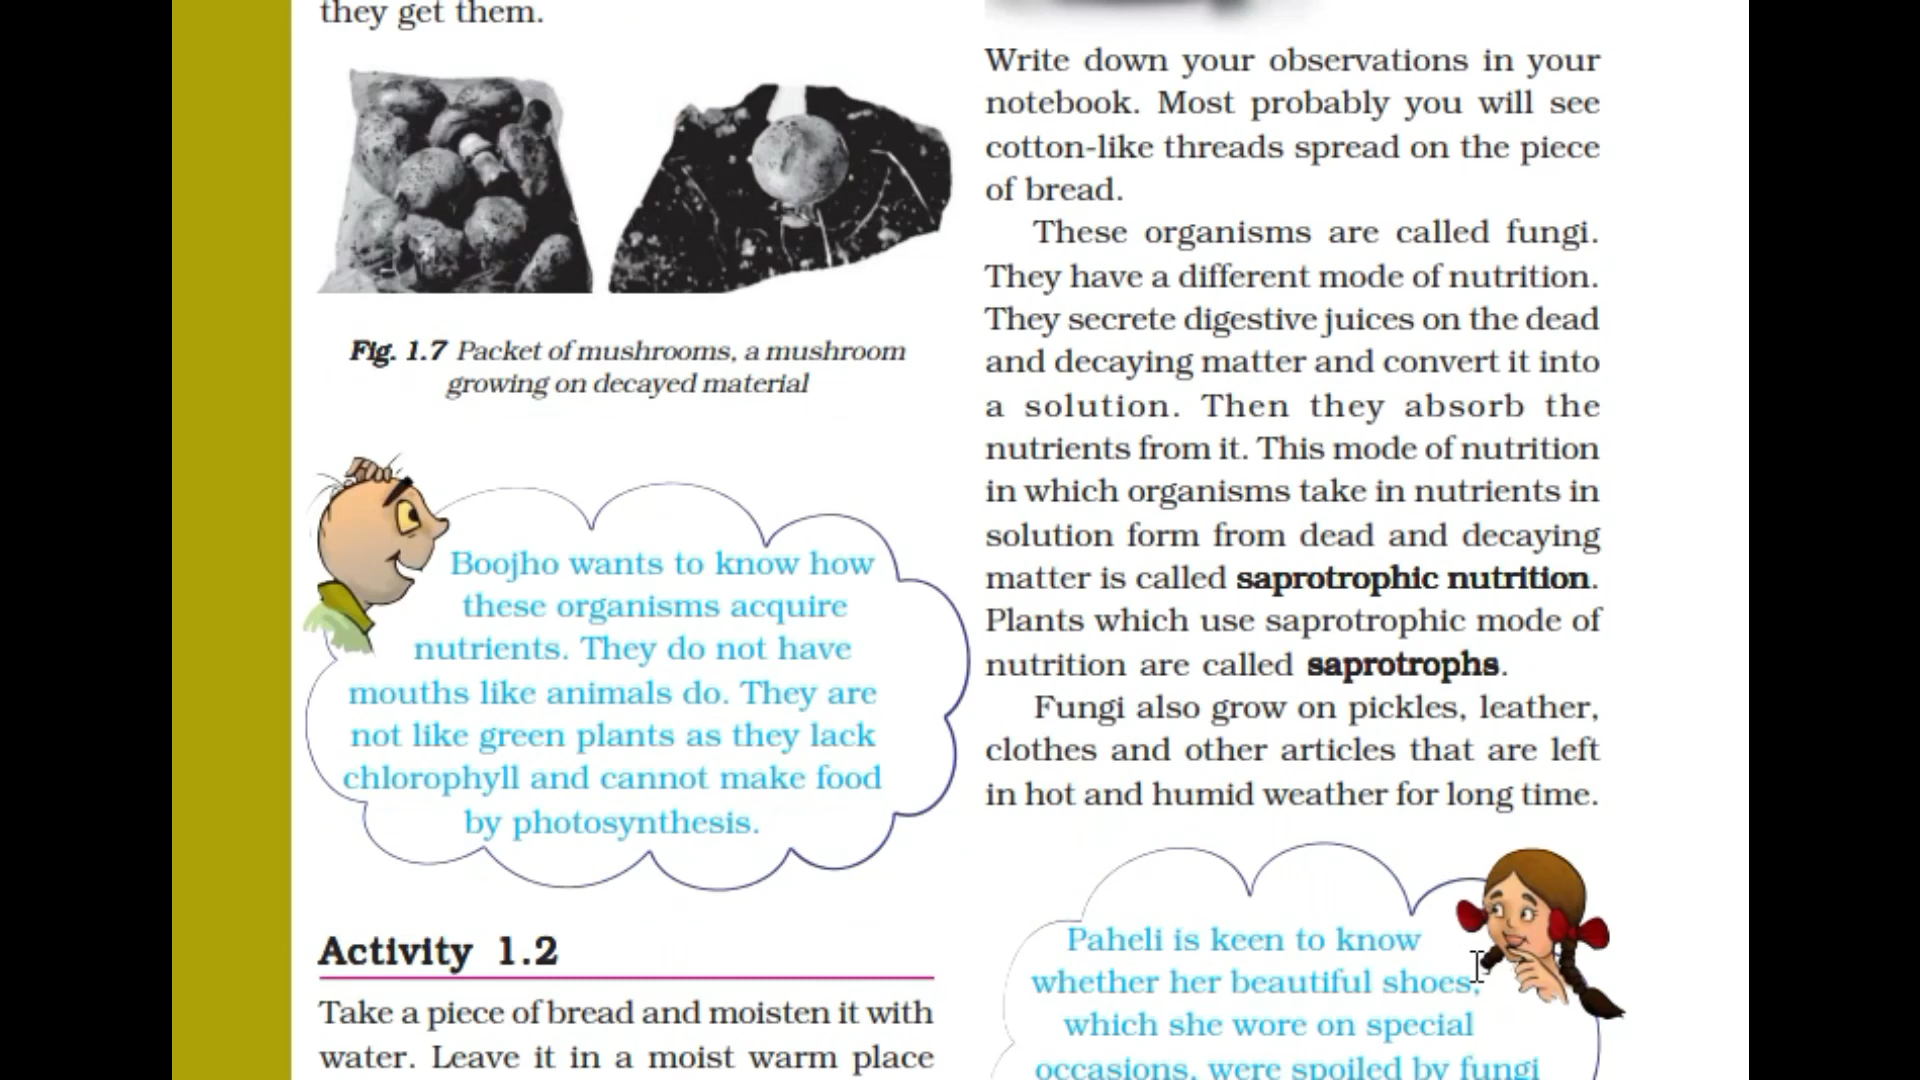 they get them.
Fig. 1.7 Packet of mushrooms, a mushroom
growing on decayed material
Boojho wants to know how
these organisms acquire
nutrients. They do not have
mouths like animals do. They are
not like green plants as they lack
chlorophyll and cannot make food
by photosynthesis.
Activity 1.2
Take a piece of bread and moisten it with
water. Leave it in a moist warm place
Write down your observations in your
notebook. Most probably you will see
cotton-like threads spread on the piece
of bread.
These organisms are called fungi.
They have a different mode of nutrition.
They secrete digestive juices on the dead
and decaying matter and convert it into
a solution. Then they absorb the
nutrients from it. This mode of nutrition
in which organisms take in nutrients in
solution form from dead and decaying
matter is called saprotrophic nutrition.
Plants which use saprotrophic mode of
nutrition are called saprotrophs.
Fungi also grow on pickles, leather,
clothes and other articles that are left
in hot and humid weather for long time.
Paheli is keen to know
whether her beautiful shoes,
which she wore on special
occasions, were spoiled by fungi